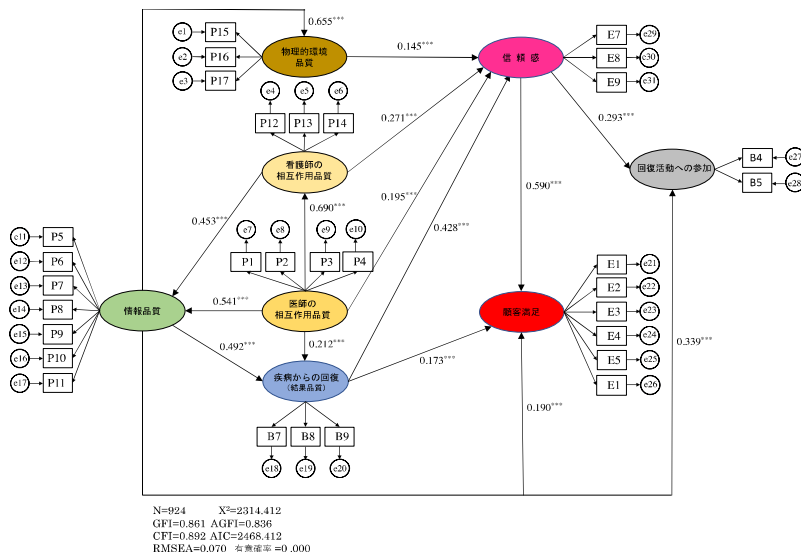 0.655***
e1 P15
e2 P16
e3 P17
物理的環境
品質
0.145***
信頼感
E7 e29
E8 e30
E9 e31
e4 e5 e6
P12 P13 P14
0.271***
0.293***
看護師の
相互作用品質
0.195***
回復活動への参加
B4 e27
B5 e28
0.453***
0.690***
0.428***
0.590***
e7 e8 e9 e10
P1 P2 P3 P4
e11 P5
e12 P6
e13 P7
e14 P8
e15 P9
e16 P10
e17 P11
情報品質
0.541***
医師の
相互作用品質
顧客満足
E1 e21
E2 e22
E3 e23
E4 e24
E5 e25
E1 e26
0.492***
0.212***
0.173***
0.339***
疾病からの回復
(結果品質)
0.190***
B7 B8 B9
e18 e19 e20
N=924 X²=2314.412
GFI=0.861 AGFI=0.836
CFI=0.892 AIC=2468.412
RMSEA=0.070 有意確率=0.000